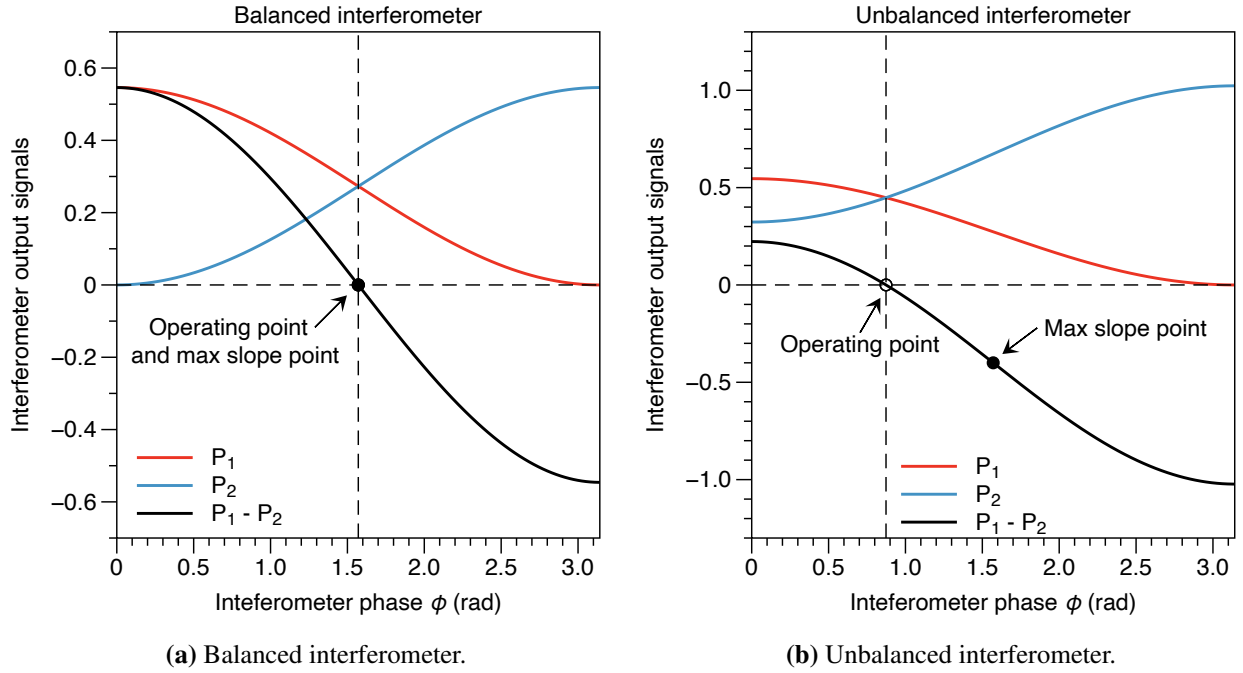 Balanced interferometer
Interferometer output signals
0.6
0.4
0.2
0
−0.2
−0.4
−0.6
Operating point
and max slope point
P1
P2
P1 - P2
0 0.5 1.0 1.5 2.0 2.5 3.0
Inteferometer phase ϕ (rad)
(a) Balanced interferometer.
Unbalanced interferometer
Interferometer output signals
1.0
0.5
0
−0.5
−1.0
Operating point
Max slope point
P1
P2
P1 - P2
0 0.5 1.0 1.5 2.0 2.5 3.0
Inteferometer phase ϕ (rad)
(b) Unbalanced interferometer.